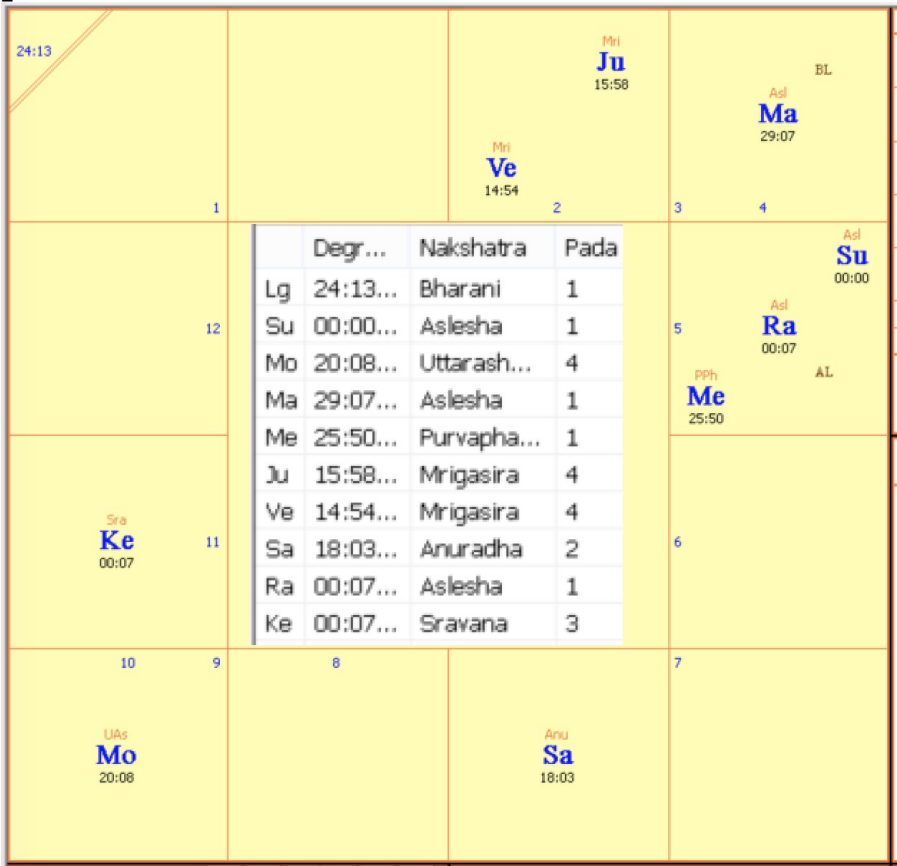 24:13
Mri
Ju
15:58
BL
Asl
Ma
29:07
Mri
Ve
14:54
1
2
3
4
Asl
Su
00:00
Asl
Ra
00:07
12
5
AL
PPh
Me
25:50
Degr... Nakshatra Pada
Lg 24:13... Bharani 1
Su 00:00... Aslesha 1
Mo 20:08... Uttarash... 4
Ma 29:07... Aslesha 1
Me 25:50... Purvapha... 1
Ju 15:58... Mrigasira 4
Ve 14:54... Mrigasira 4
Sa 18:03... Anuradha 2
Ra 00:07... Aslesha 1
Ke 00:07... Sravana 3
Sra
Ke
00:07
11
6
10
9
8
7
UAs
Mo
20:08
Anu
Sa
18:03